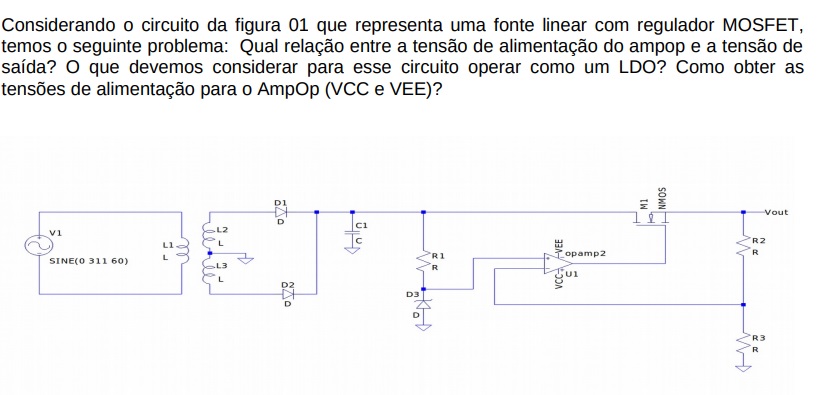 Considerando o circuito da figura 01 que representa uma fonte linear com regulador MOSFET,
temos o seguinte problema: Qual relação entre a tensão de alimentação do ampop e a tensão de
saída? O que devemos considerar para esse circuito operar como um LDO? Como obter as
tensões de alimentação para o AmpOp (VCC e VEE)?
V1
SINE(0 311 60)
L1
L
L2
L
L3
L
D1
D
D2
D
C1
C
R1
R
D3
D
VEE
opamp2
VCC
U1
M1
NMOS
Vout
R2
R
R3
R